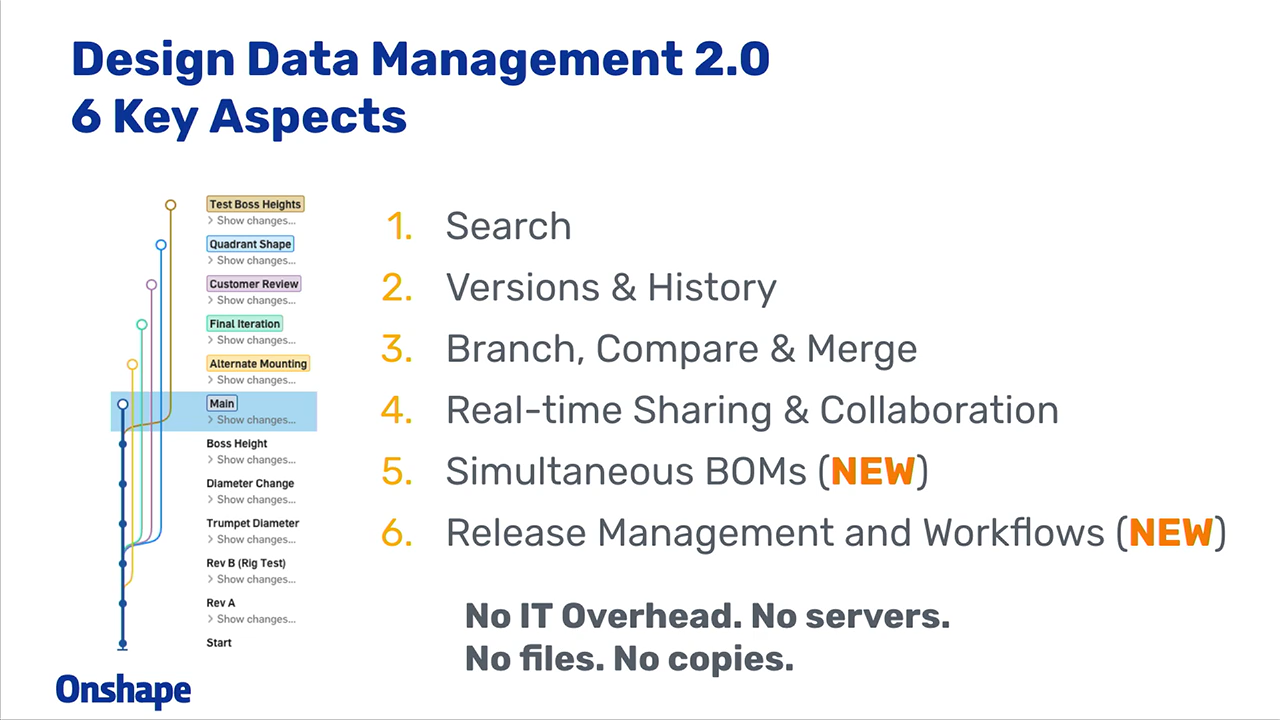 Design Data Management 2.0
6 Key Aspects
Test Boss Heights
> Show changes...
Quadrant Shape
> Show changes...
Customer Review
> Show changes...
Final Iteration
> Show changes...
Alternate Mounting
> Show changes...
Main
> Show changes...
Boss Height
> Show changes...
Diameter Change
> Show changes...
Trumpet Diameter
> Show changes...
Rev B (Rig Test)
> Show changes...
Rev A
> Show changes...
Start
1. Search
2. Versions & History
3. Branch, Compare & Merge
4. Real-time Sharing & Collaboration
5. Simultaneous BOMs (NEW)
6. Release Management and Workflows (NEW)
No IT Overhead. No servers.
No files. No copies.
Onshape